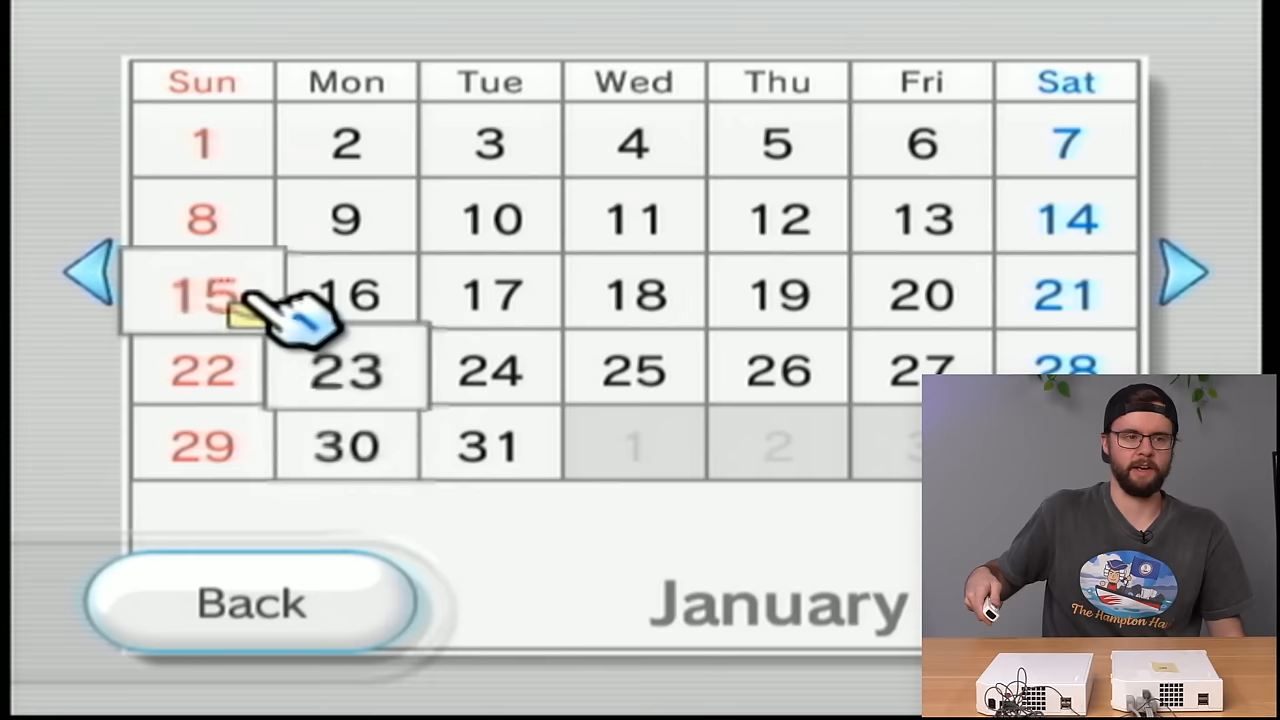 Sun Mon Tue Wed Thu Fri Sat
1 2 3 4 5 6 7
8 9 10 11 12 13 14
15 16 17 18 19 20 21
22 23 24 25 26 27 28
29 30 31 1 2 3
Back
January
The Hampton Ha